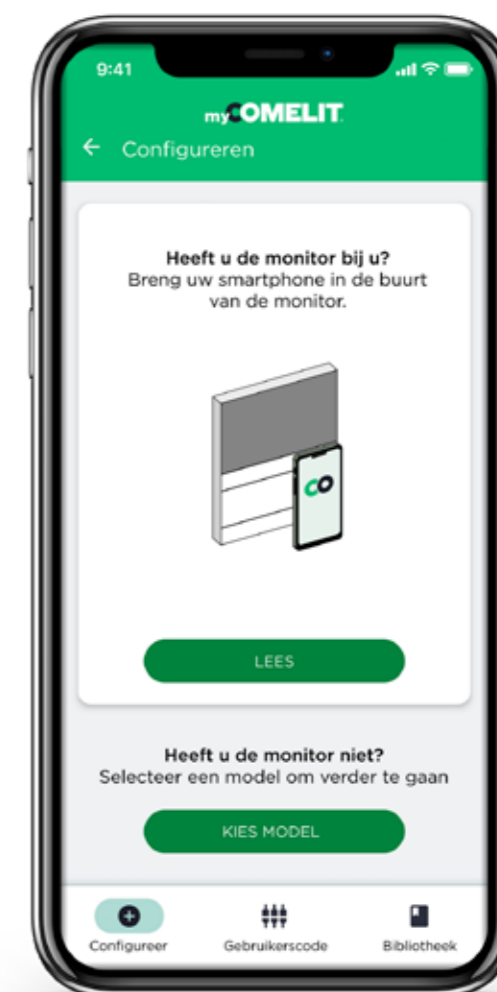 9:41
myCOMELIT
Configureren
Heeft u de monitor bij u?
Breng uw smartphone in de buurt
van de monitor.
CO
LEES
Heeft u de monitor niet?
Selecteer een model om verder te gaan
KIES MODEL
Configureer Gebruikerscode Bibliotheek